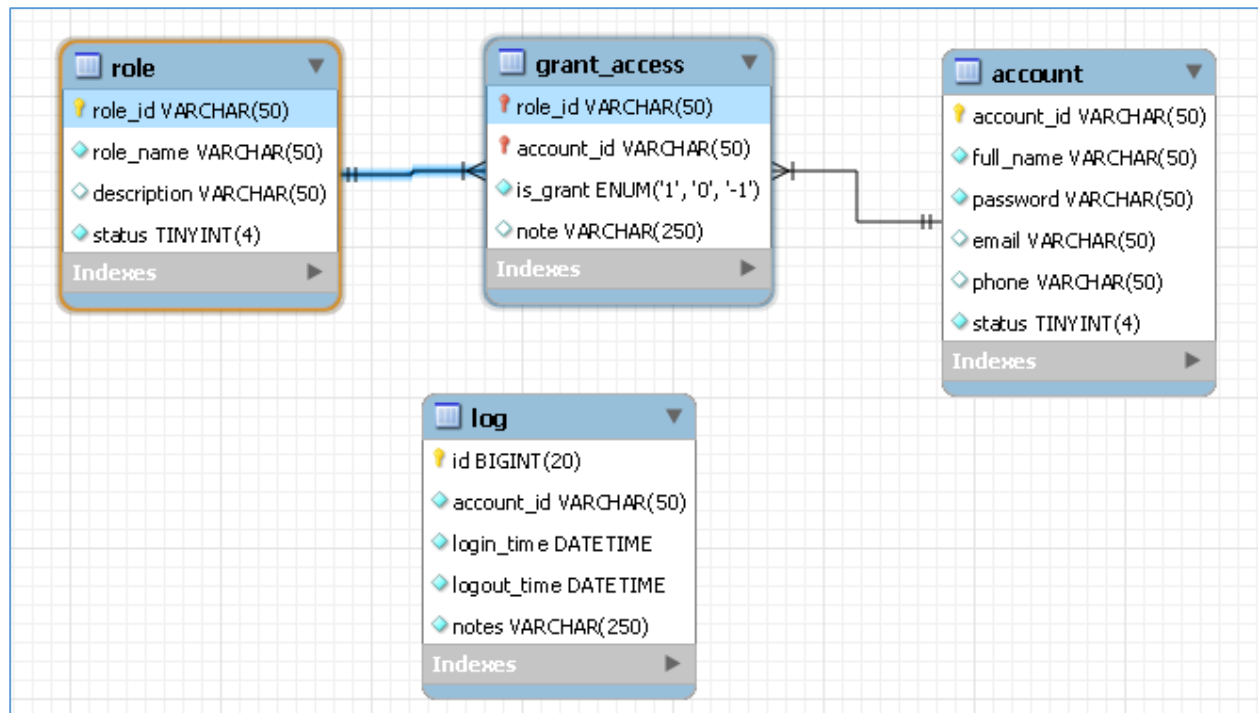 role
role_id VARCHAR(50)
role_name VARCHAR(50)
description VARCHAR(50)
status TINYINT(4)
Indexes
grant_access
role_id VARCHAR(50)
account_id VARCHAR(50)
is_grant ENUM('1', '0', '-1')
note VARCHAR(250)
Indexes
account
account_id VARCHAR(50)
full_name VARCHAR(50)
password VARCHAR(50)
email VARCHAR(50)
phone VARCHAR(50)
status TINYINT(4)
Indexes
log
id BIGINT(20)
account_id VARCHAR(50)
login_time DATETIME
logout_time DATETIME
notes VARCHAR(250)
Indexes